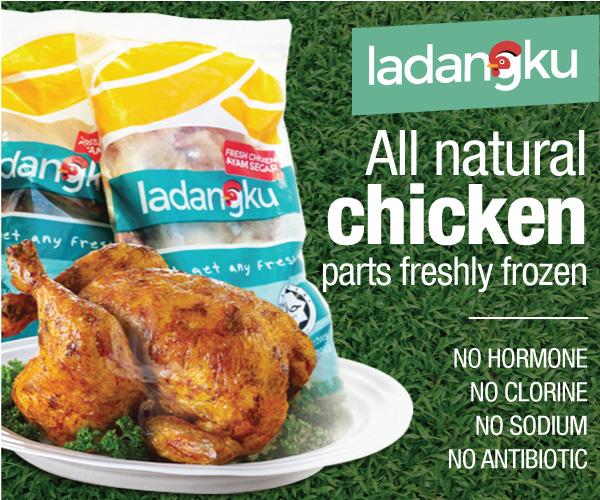 ladangku
All natural
chicken
parts freshly frozen
NO HORMONE
NO CLORINE
NO SODIUM
NO ANTIBIOTIC
FRESH CHICKEN
AYAM SEGAR
ladangku
get any fres